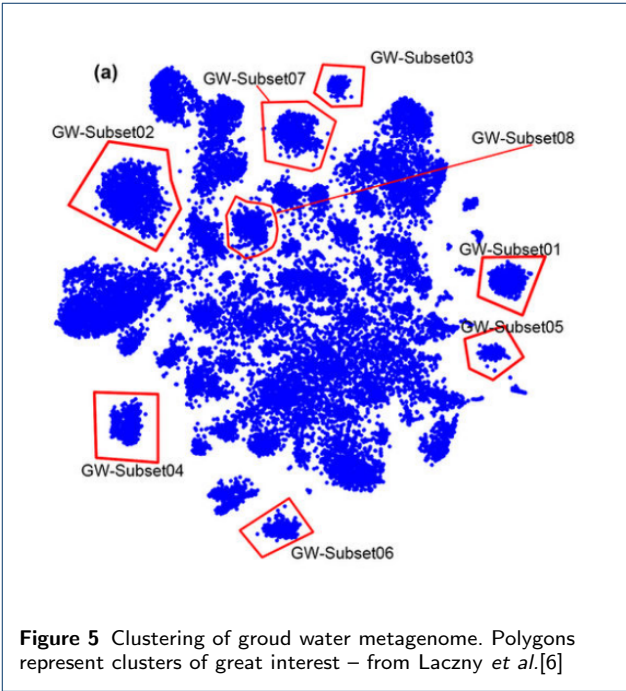 (a)
GW-Subset03
GW-Subset07
GW-Subset02
GW-Subset08
GW-Subset01
GW-Subset05
GW-Subset04
GW-Subset06
Figure 5 Clustering of groud water metagenome. Polygons
represent clusters of great interest – from Laczny et al.[6]